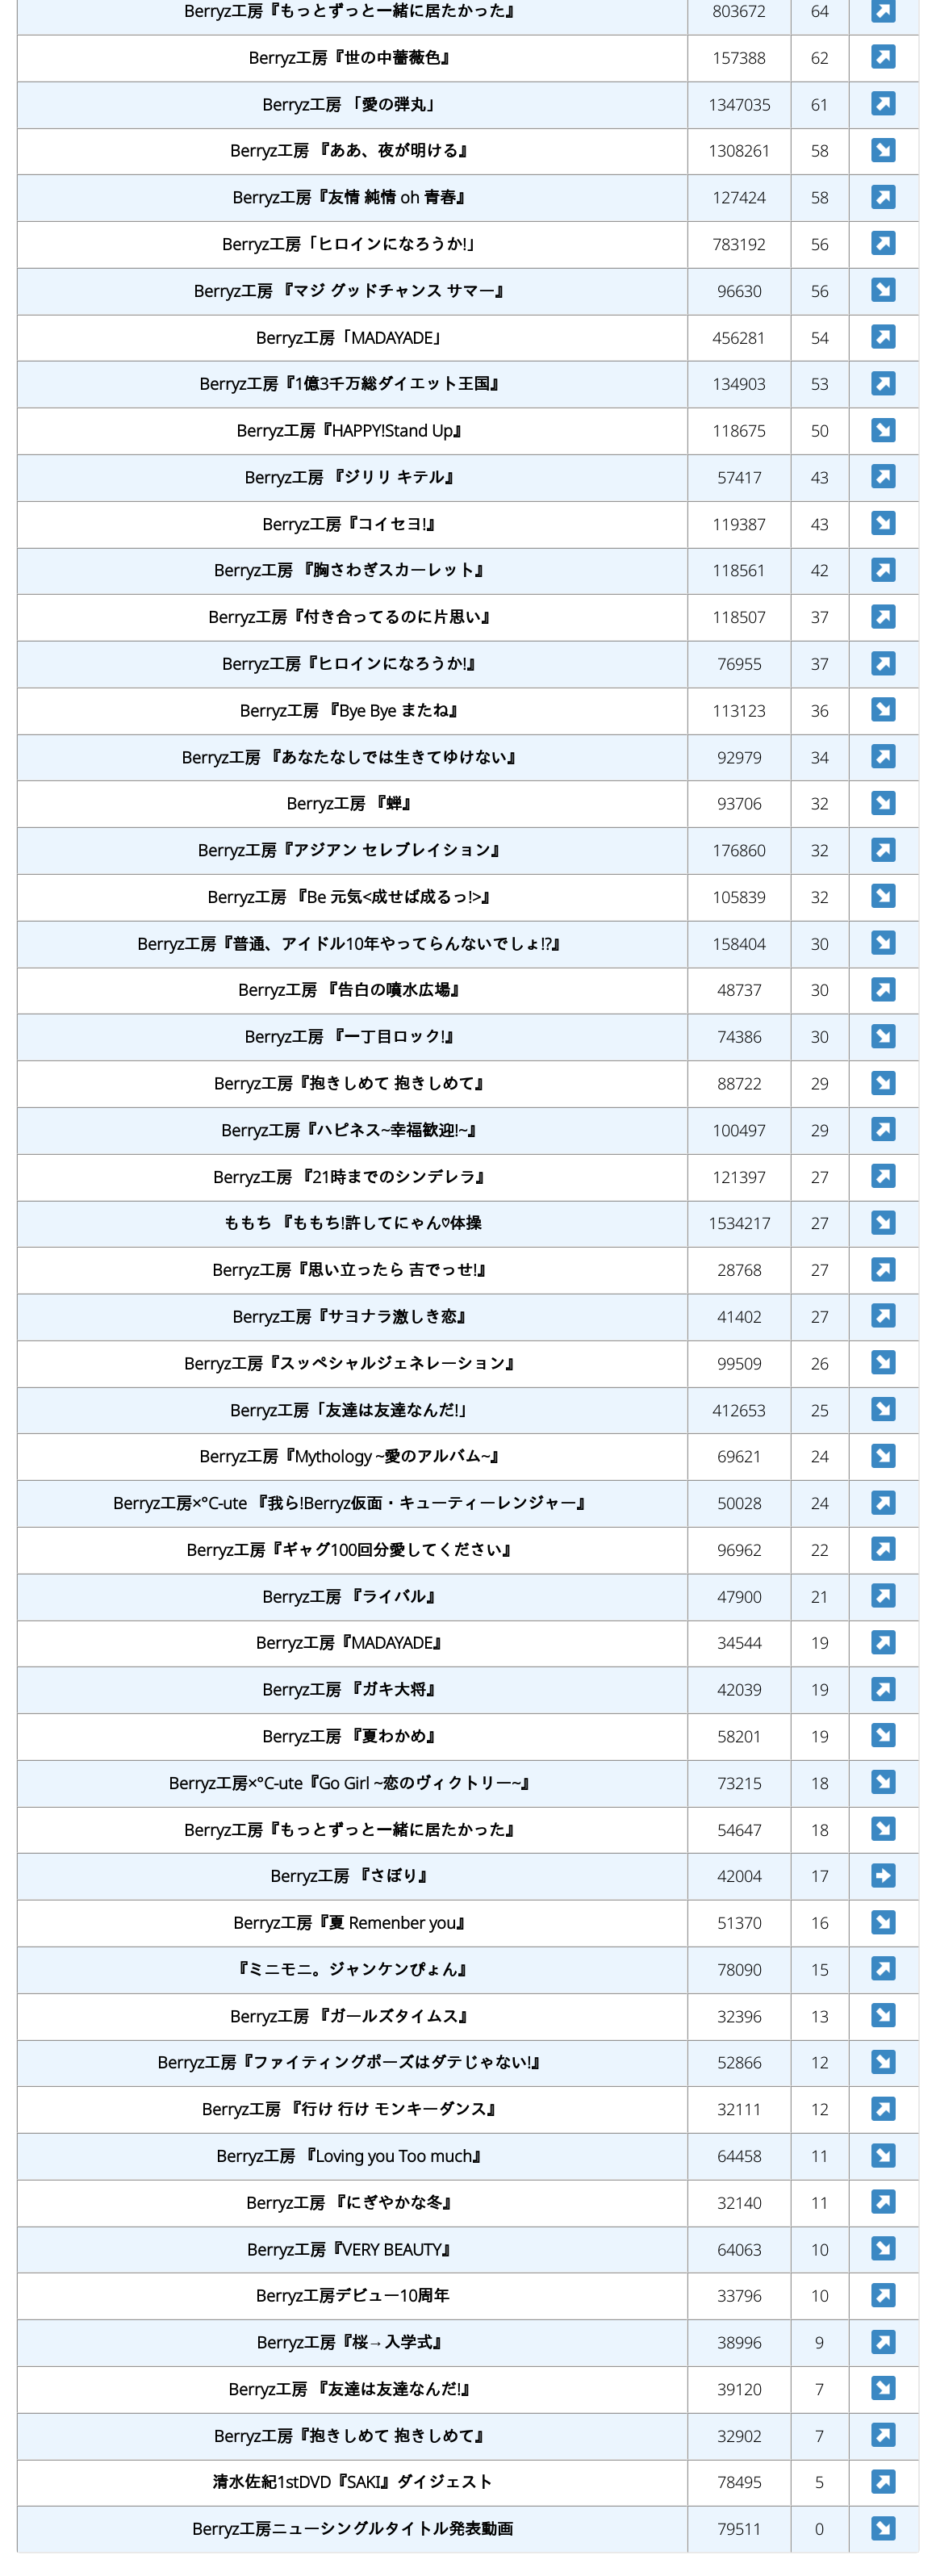 Berryz工房『もっとずっと一緒に居たかった』 803672 64 ↗
Berryz工房『世の中薔薇色』 157388 62 ↗
Berryz工房 「愛の弾丸」 1347035 61 ↗
Berryz工房 『ああ、夜が明ける』 1308261 58 ↘
Berryz工房『友情 純情 oh 青春』 127424 58 ↗
Berryz工房「ヒロインになろうか!」 783192 56 ↗
Berryz工房 『マジ グッドチャンス サマー』 96630 56 ↘
Berryz工房「MADAYADE」 456281 54 ↗
Berryz工房『1億3千万総ダイエット王国』 134903 53 ↗
Berryz工房『HAPPY!Stand Up』 118675 50 ↘
Berryz工房 『ジリリ キテル』 57417 43 ↗
Berryz工房『コイセヨ!』 119387 43 ↘
Berryz工房 『胸さわぎスカーレット』 118561 42 ↗
Berryz工房『付き合ってるのに片思い』 118507 37 ↗
Berryz工房『ヒロインになろうか!』 76955 37 ↗
Berryz工房 『Bye Bye またね』 113123 36 ↘
Berryz工房 『あなたなしでは生きてゆけない』 92979 34 ↗
Berryz工房 『蝉』 93706 32 ↘
Berryz工房『アジアン セレブレイション』 176860 32 ↗
Berryz工房 『Be 元気<成せば成るっ!>』 105839 32 ↘
Berryz工房『普通、アイドル10年やってらんないでしょ!?』 158404 30 ↘
Berryz工房 『告白の噴水広場』 48737 30 ↗
Berryz工房 『一丁目ロック!』 74386 30 ↘
Berryz工房『抱きしめて 抱きしめて』 88722 29 ↘
Berryz工房『ハピネス~幸福歓迎!~』 100497 29 ↗
Berryz工房 『21時までのシンデレラ』 121397 27 ↗
ももち 『ももち!許してにゃん♡体操 1534217 27 ↘
Berryz工房『思い立ったら 吉でっせ!』 28768 27 ↗
Berryz工房『サヨナラ激しき恋』 41402 27 ↗
Berryz工房『スッペシャルジェネレーション』 99509 26 ↘
Berryz工房「友達は友達なんだ!」 412653 25 ↘
Berryz工房『Mythology ~愛のアルバム~』 69621 24 ↘
Berryz工房×°C-ute 『我ら!Berryz仮面・キューティーレンジャー』 50028 24 ↗
Berryz工房『ギャグ100回分愛してください』 96962 22 ↗
Berryz工房 『ライバル』 47900 21 ↗
Berryz工房『MADAYADE』 34544 19 ↗
Berryz工房 『ガキ大将』 42039 19 ↗
Berryz工房 『夏わかめ』 58201 19 ↘
Berryz工房×°C-ute『Go Girl ~恋のヴィクトリー~』 73215 18 ↘
Berryz工房『もっとずっと一緒に居たかった』 54647 18 ↘
Berryz工房 『さぼり』 42004 17 →
Berryz工房『夏 Remenber you』 51370 16 ↘
『ミニモニ。ジャンケンぴょん』 78090 15 ↗
Berryz工房 『ガールズタイムス』 32396 13 ↘
Berryz工房『ファイティングポーズはダテじゃない!』 52866 12 ↘
Berryz工房 『行け 行け モンキーダンス』 32111 12 ↗
Berryz工房 『Loving you Too much』 64458 11 ↘
Berryz工房 『にぎやかな冬』 32140 11 ↗
Berryz工房『VERY BEAUTY』 64063 10 ↘
Berryz工房デビュー10周年 33796 10 ↗
Berryz工房『桜→入学式』 38996 9 ↗
Berryz工房 『友達は友達なんだ!』 39120 7 ↘
Berryz工房『抱きしめて 抱きしめて』 32902 7 ↗
清水佐紀1stDVD『SAKI』ダイジェスト 78495 5 ↗
Berryz工房ニューシングルタイトル発表動画 79511 0 ↘